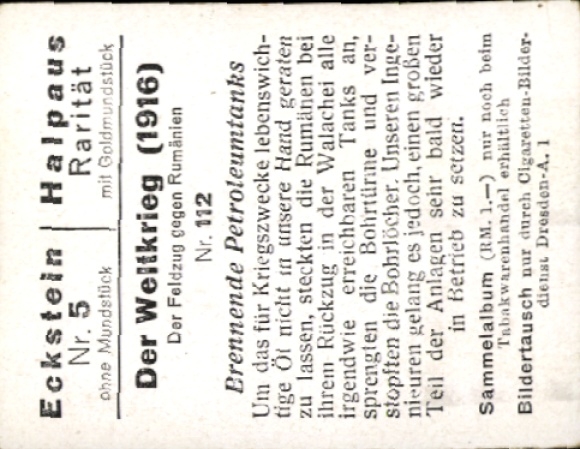 Eckstein Halpaus
Nr. 5 Rarität
ohne Mundstück mit Goldmundstück
Der Weltkrieg (1916)
Der Feldzug gegen Rumänien
Nr. 112
Brennende Petroleumtanks
Um das für Kriegszwecke lebenswich-
tige Öl nicht in unsere Hand geraten
zu lassen, steckten die Rumänen bei
ihrem Rückzug in der Walachei alle
irgendwie erreichbaren Tanks an,
sprengten die Bohrtürme und ver-
stopften die Bohrlöcher. Unseren Inge-
nieuren gelang es jedoch, einen großen
Teil der Anlagen sehr bald wieder
in Betrieb zu setzen.
Sammelalbum (RM. 1.—) nur noch beim
Tabakwarenhandel erhältlich
Bildertausch nur durch Cigaretten-Bilder-
dienst Dresden-A. 1